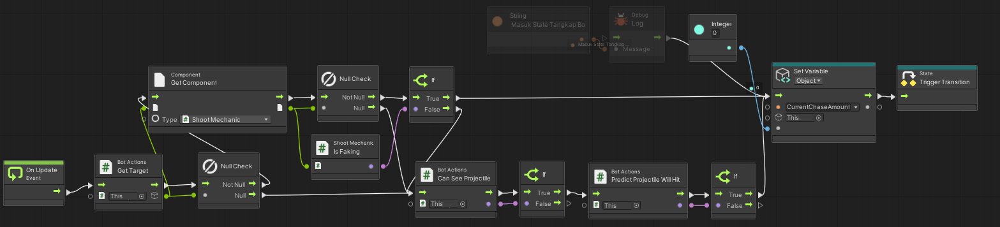 String
Masuk State Tangkap Bo
Debug
Log
Message
Masuk State Tangkap ...
Integer
0
0
Component
Get Component
Type
Shoot Mechanic
Null Check
Not Null
Null
If
True
False
Set Variable
Object
CurrentChaseAmount
This
State
Trigger Transition
Shoot Mechanic
Is Faking
On Update
Event
Bot Actions
Get Target
This
Null Check
Not Null
Null
Bot Actions
Can See Projectile
This
If
True
False
Bot Actions
Predict Projectile Will Hit
This
If
True
False